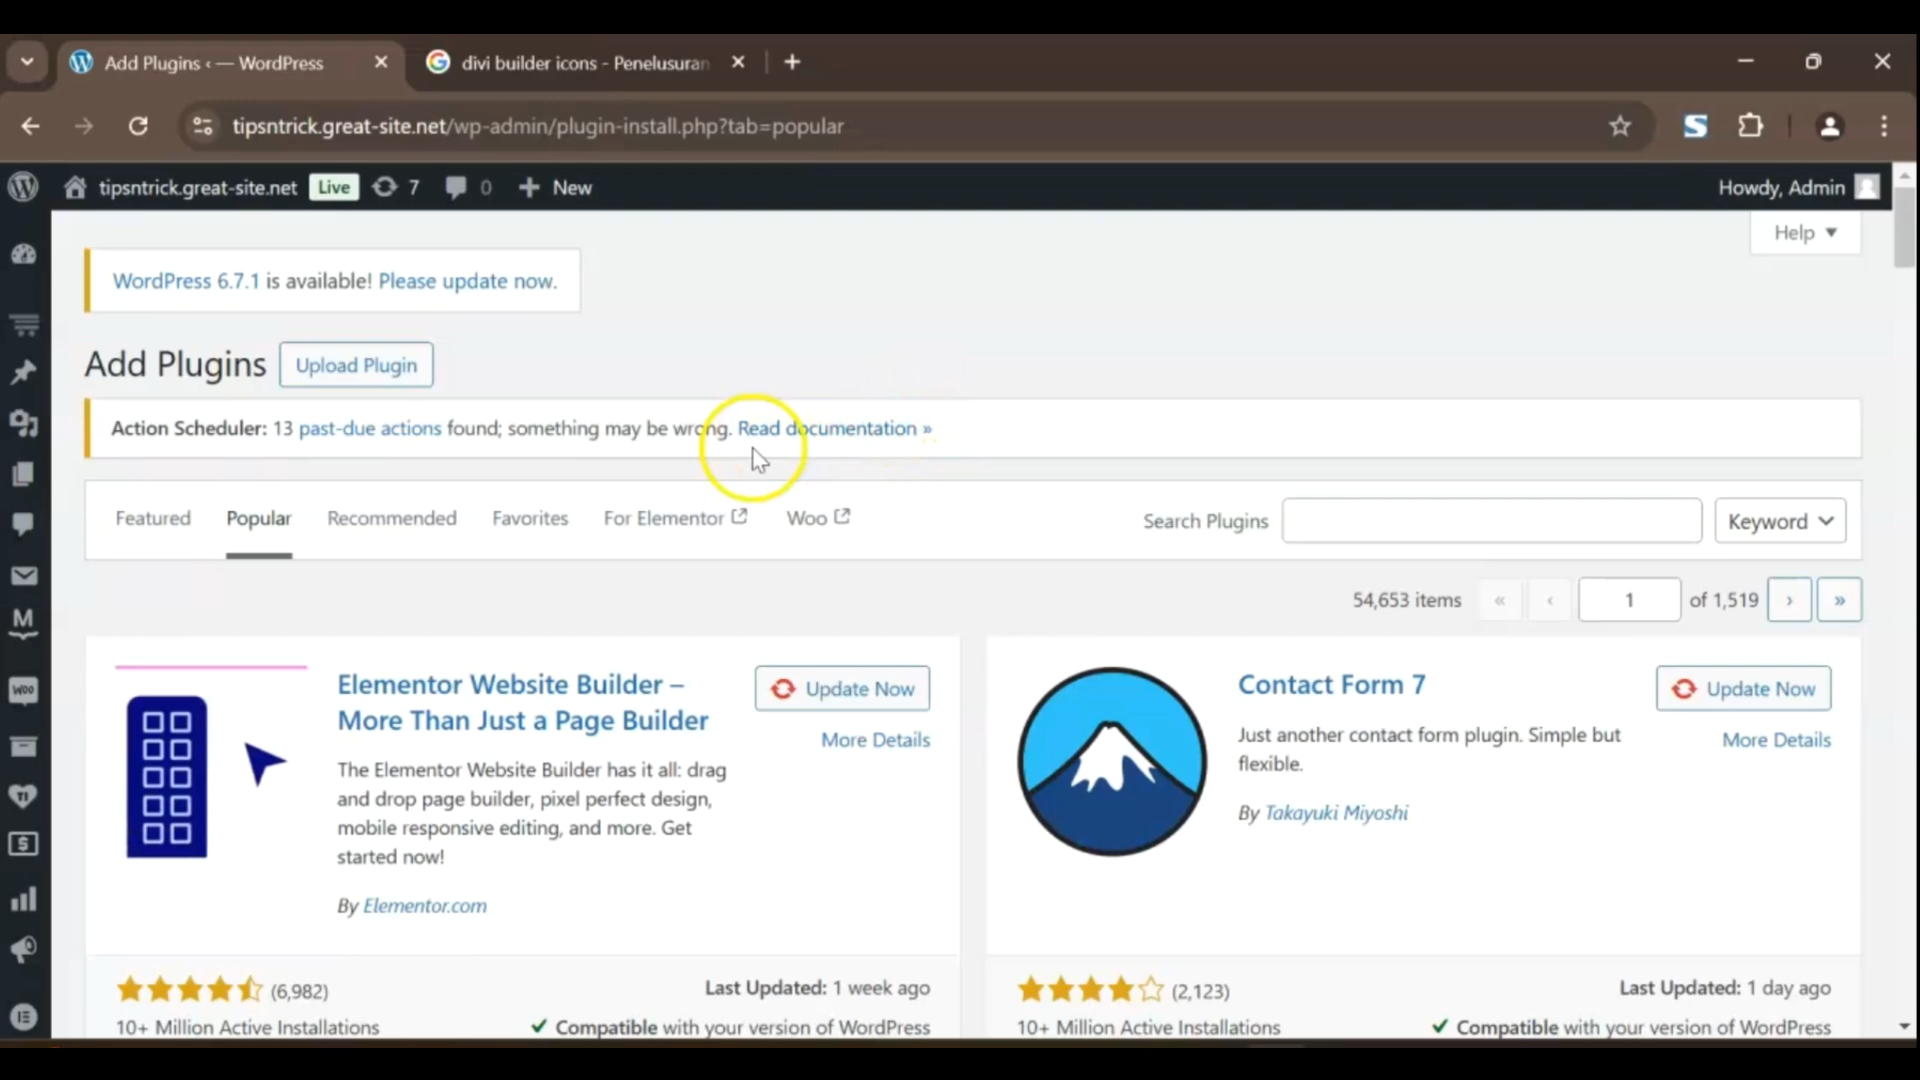 Add Plugins ‹ — WordPress
divi builder icons - Penelusuran
tipsntrick.great-site.net/wp-admin/plugin-install.php?tab=popular
tipsntrick.great-site.net Live 7 0 New
Howdy, Admin
Help
WordPress 6.7.1 is available! Please update now.
Add Plugins Upload Plugin
Action Scheduler: 13 past-due actions found; something may be wrong. Read documentation »
Featured Popular Recommended Favorites For Elementor Woo
Search Plugins Keyword
54,653 items « ‹ 1 of 1,519 › »
Elementor Website Builder –
More Than Just a Page Builder
Update Now
More Details
The Elementor Website Builder has it all: drag
and drop page builder, pixel perfect design,
mobile responsive editing, and more. Get
started now!
By Elementor.com
(6,982)
Last Updated: 1 week ago
10+ Million Active Installations
Compatible with your version of WordPress
Contact Form 7
Update Now
More Details
Just another contact form plugin. Simple but
flexible.
By Takayuki Miyoshi
(2,123)
Last Updated: 1 day ago
10+ Million Active Installations
Compatible with your version of WordPress